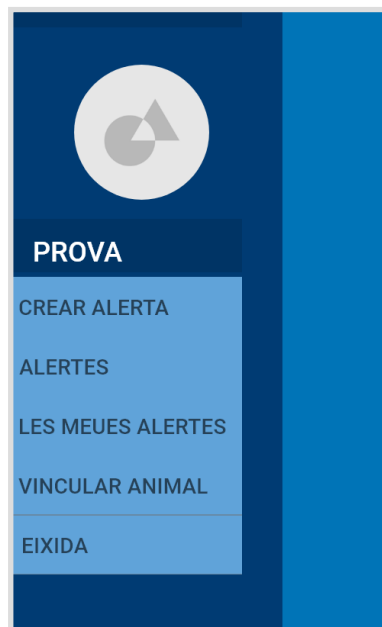 PROVA
CREAR ALERTA
ALERTES
LES MEUES ALERTES
VINCULAR ANIMAL
EIXIDA